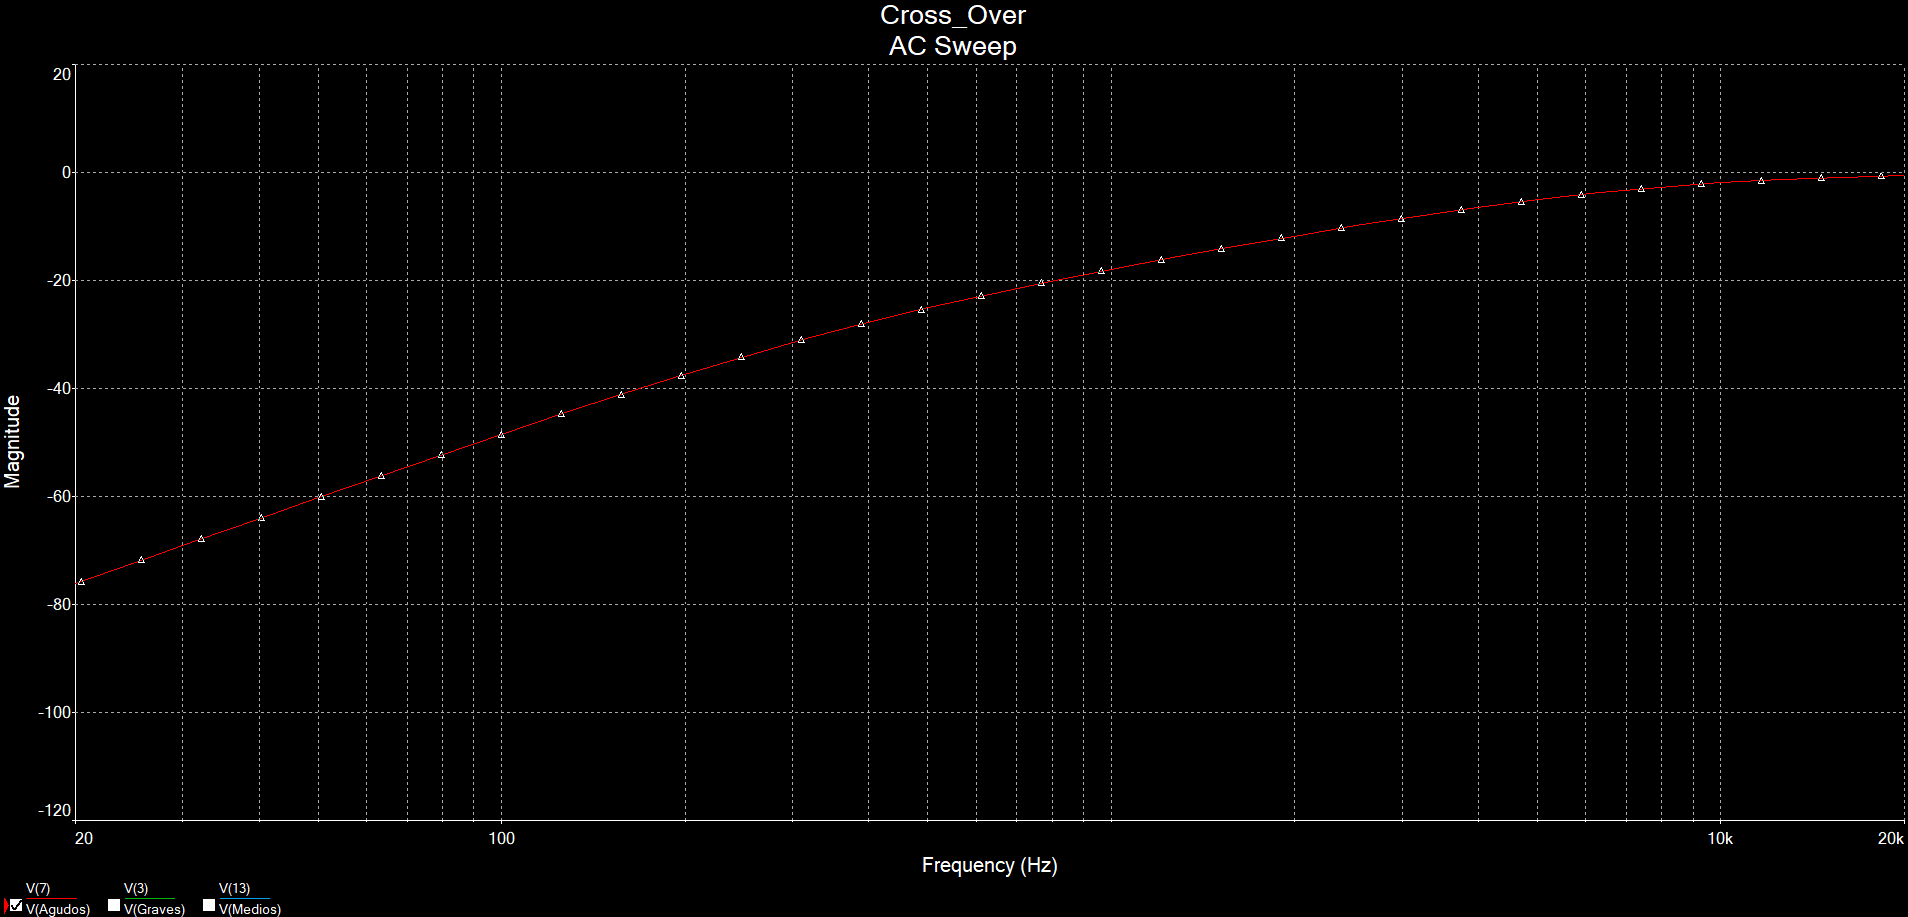 Cross_Over
AC Sweep
20
0
-20
-40
-60
-80
-100
-120
Magnitude
20 100 10k 20k
Frequency (Hz)
V(7) V(3) V(13)
V(Agudos) V(Graves) V(Medios)